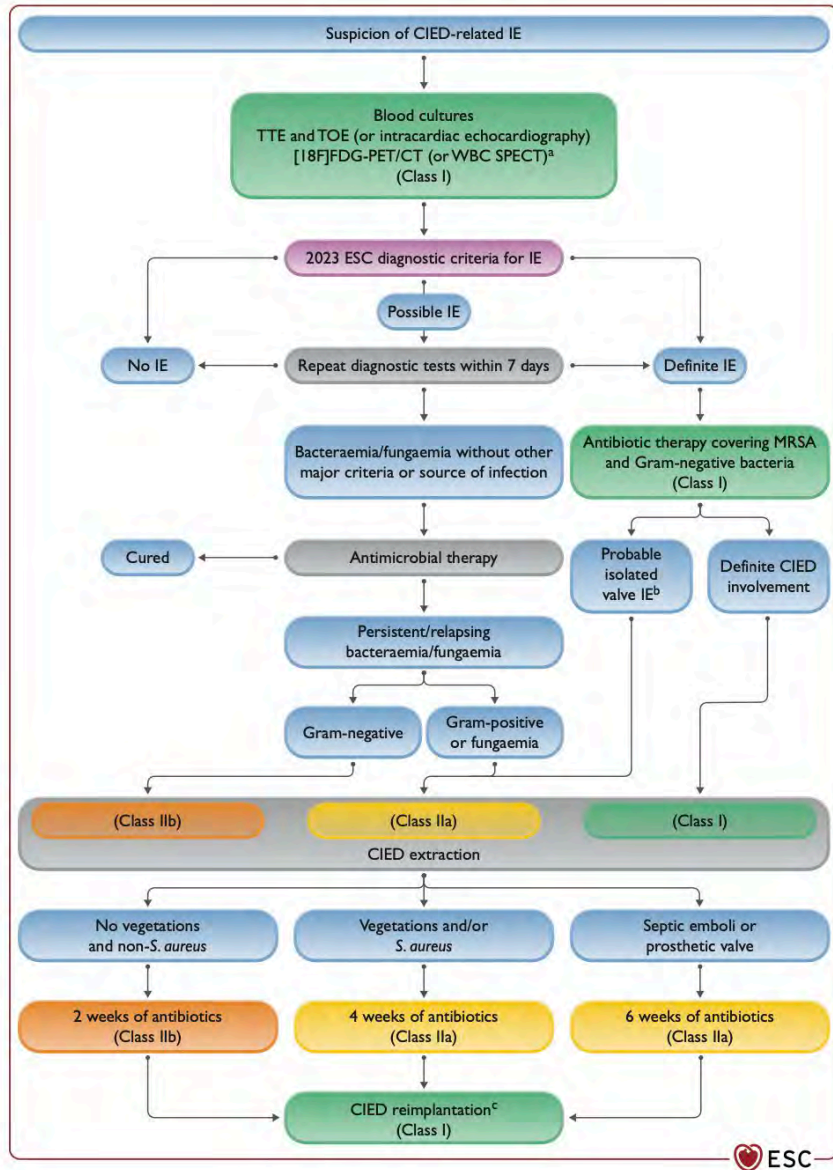 Suspicion of CIED-related IE
Blood cultures
TTE and TOE (or intracardiac echocardiography)
[18F]FDG-PET/CT (or WBC SPECT)a
(Class I)
2023 ESC diagnostic criteria for IE
Possible IE
No IE
Repeat diagnostic tests within 7 days
Definite IE
Bacteraemia/fungaemia without other
major criteria or source of infection
Antibiotic therapy covering MRSA
and Gram-negative bacteria
(Class I)
Cured
Antimicrobial therapy
Probable
isolated
valve IEb
Definite CIED
involvement
Persistent/relapsing
bacteraemia/fungaemia
Gram-negative
Gram-positive
or fungaemia
(Class IIb)
(Class IIa)
(Class I)
CIED extraction
No vegetations
and non-S. aureus
Vegetations and/or
S. aureus
Septic emboli or
prosthetic valve
2 weeks of antibiotics
(Class IIb)
4 weeks of antibiotics
(Class IIa)
6 weeks of antibiotics
(Class IIa)
CIED reimplantationc
(Class I)
ESC